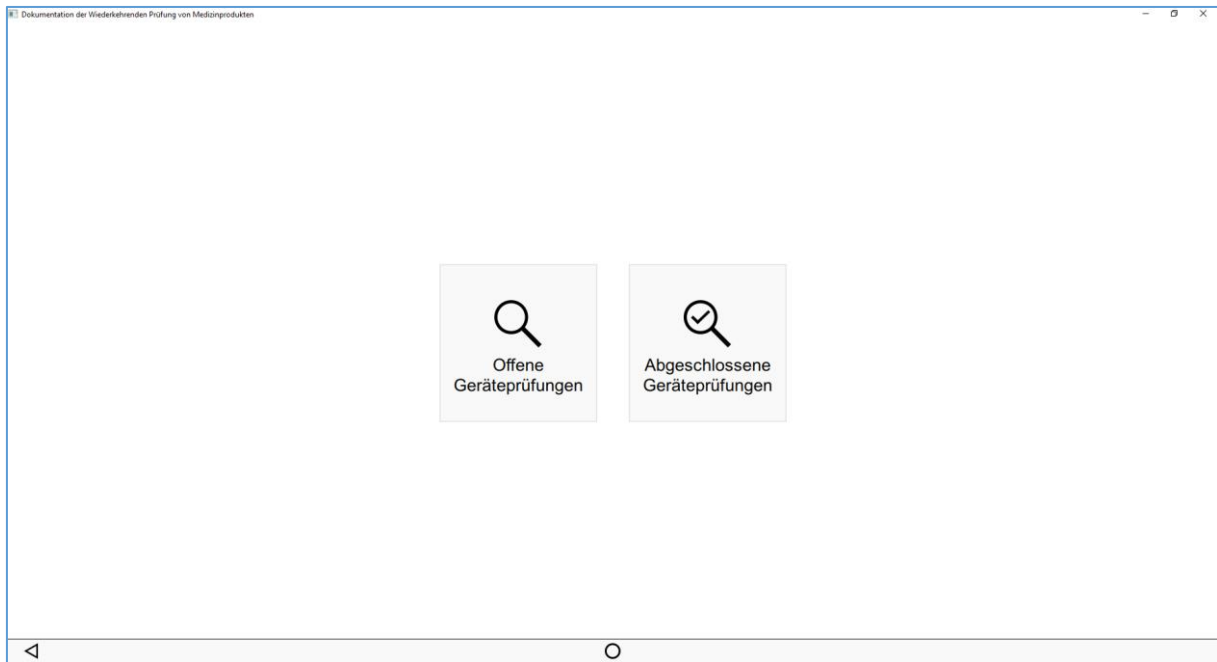 Dokumentation der Wiederkehrenden Prüfung von Medizinprodukten
Offene
Geräteprüfungen
Abgeschlossene
Geräteprüfungen